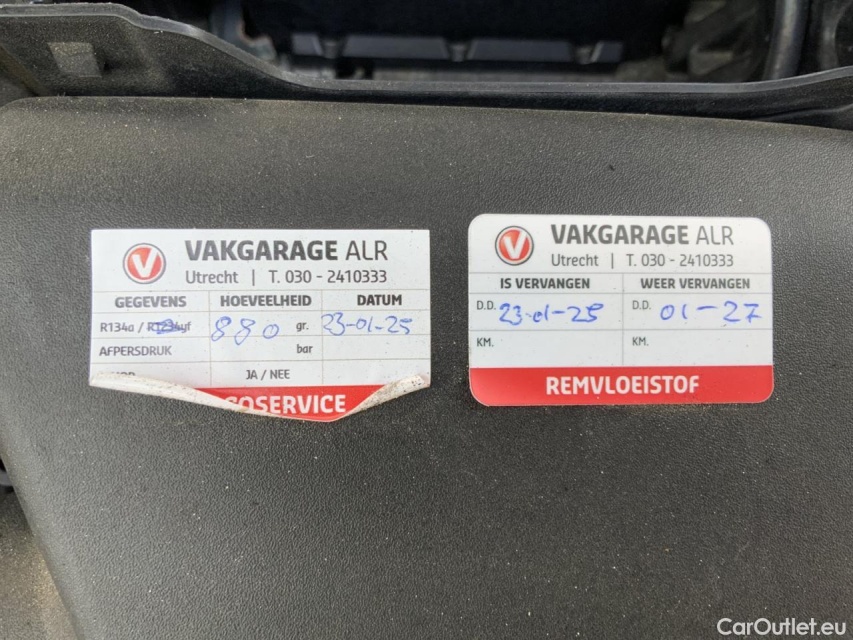 VAKGARAGE ALR
Utrecht | T. 030 - 2410333
GEGEVENS HOEVEELHEID DATUM
R134a / R1234yf 880 gr. 23-01-25
AFPERSDRUK bar
JA / NEE
COSERVICE
VAKGARAGE ALR
Utrecht | T. 030 - 2410333
IS VERVANGEN WEER VERVANGEN
D.D. 23-01-25 D.D. 01-27
KM. KM.
REMVLOEISTOF
CarOutlet.eu